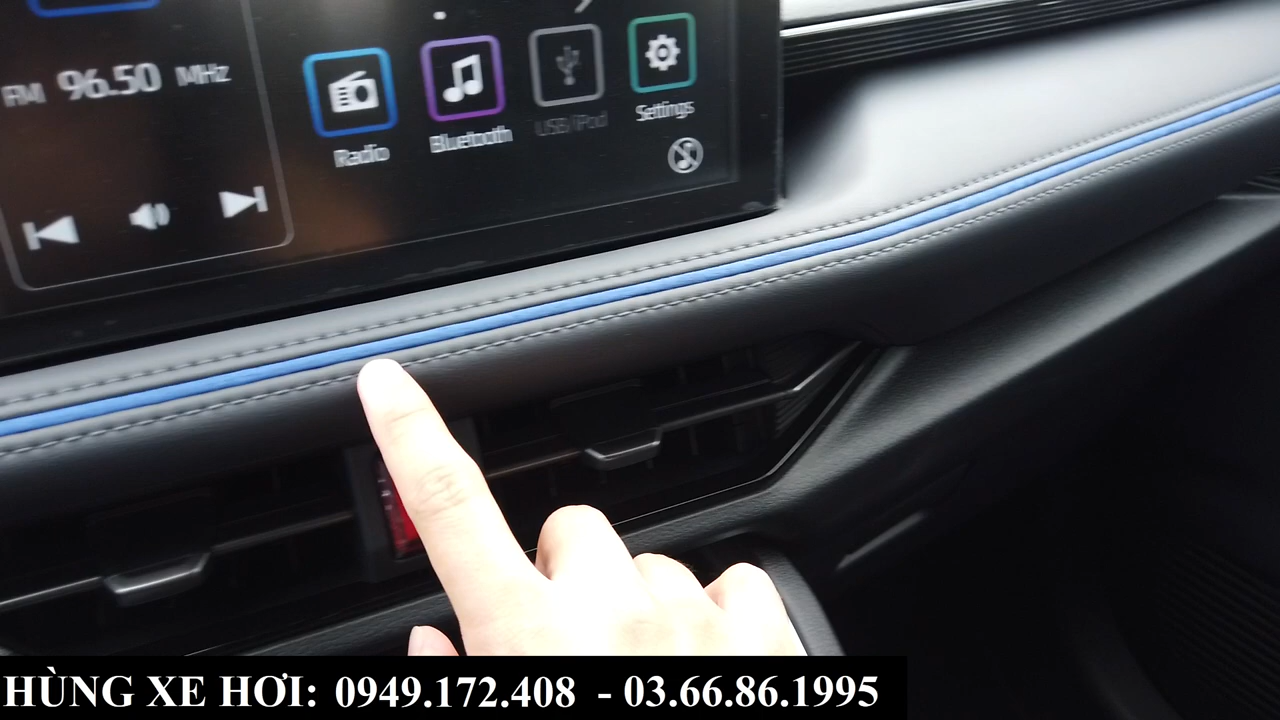 FM 96.50 MHz
Radio
Bluetooth
USB/iPod
Settings
HÙNG XE HƠI: 0949.172.408 - 03.66.86.1995